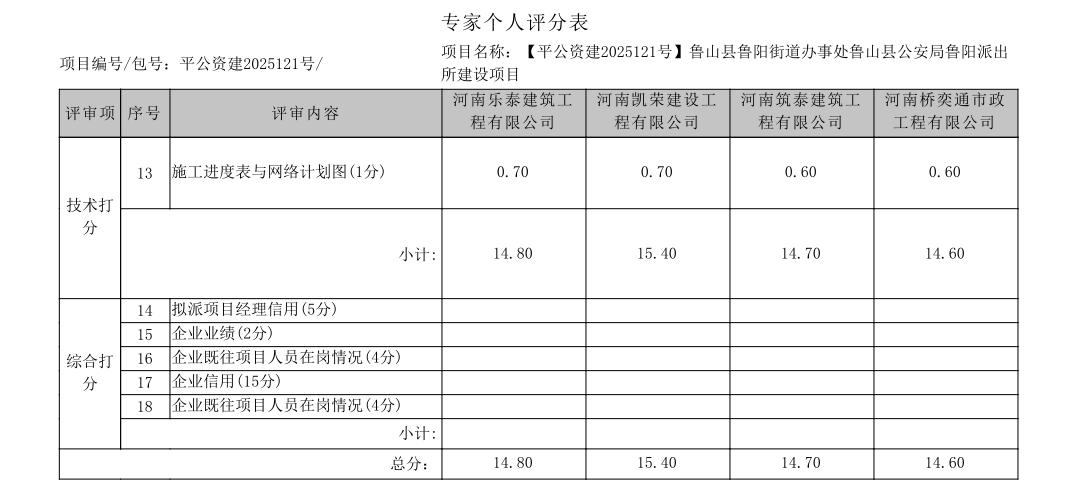 专家个人评分表
项目编号/包号: 平公资建2025121号/
项目名称: 【平公资建2025121号】鲁山县鲁阳街道办事处鲁山县公安局鲁阳派出
所建设项目
评审项 序号 评审内容 河南乐泰建筑工 河南凯荣建设工 河南筑泰建筑工 河南桥奕通市政
程有限公司 程有限公司 程有限公司 工程有限公司
13 施工进度表与网络计划图(1分) 0.70 0.70 0.60 0.60
技术打
分
小计: 14.80 15.40 14.70 14.60
14 拟派项目经理信用(5分)
15 企业业绩(2分)
综合打
分
16 企业既往项目人员在岗情况(4分)
17 企业信用(15分)
18 企业既往项目人员在岗情况(4分)
小计:
总分: 14.80 15.40 14.70 14.60